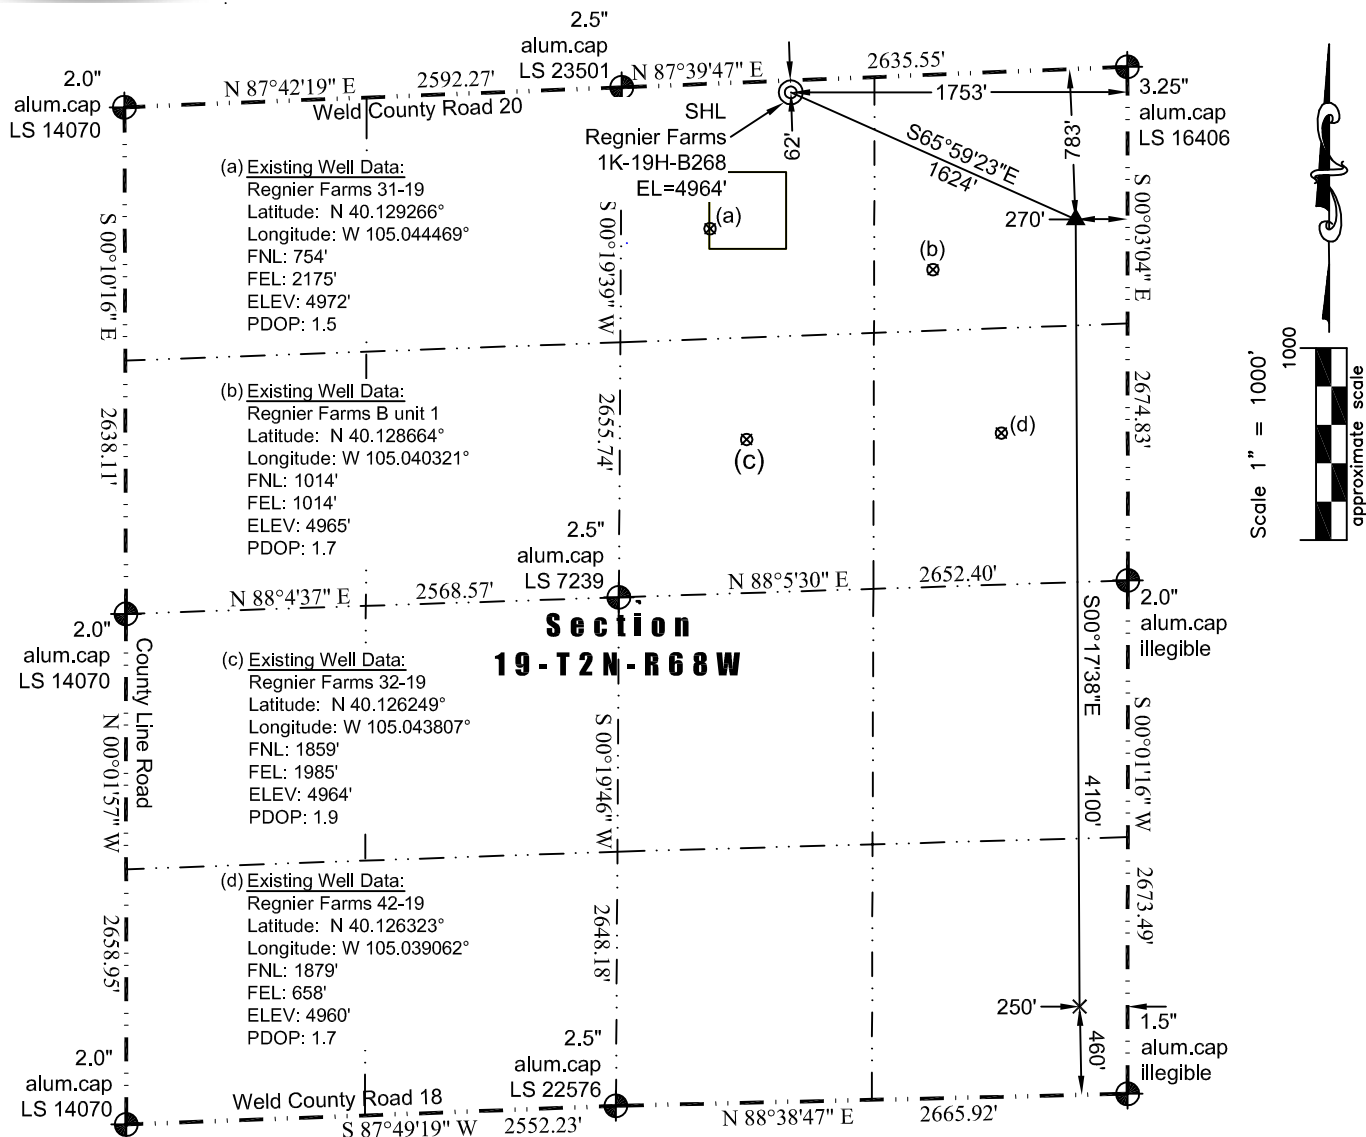 2.5"
alum.cap
LS 23501
2.0"
alum.cap
LS 14070
N 87°42'19" E
2592.27'
Weld County Road 20
N 87°39'47" E
2635.55'
3.25"
alum.cap
LS 16406
SHL
Regnier Farms
1K-19H-B268
EL=4964'
62'
1753'
783'
S65°59'23"E
1624'
270'
(a) Existing Well Data:
Regnier Farms 31-19
Latitude: N 40.129266°
Longitude: W 105.044469°
FNL: 754'
FEL: 2175'
ELEV: 4972'
PDOP: 1.5
(a)
(b)
S 00°10'16" E
2638.11'
S 00°19'39" W
2655.74'
S 00°03'04" E
2674.83'
(b) Existing Well Data:
Regnier Farms B unit 1
Latitude: N 40.128664°
Longitude: W 105.040321°
FNL: 1014'
FEL: 1014'
ELEV: 4965'
PDOP: 1.7
(c)
(d)
1000
Scale 1" = 1000'
approximate scale
2.5"
alum.cap
LS 7239
N 88°4'37" E
2568.57'
N 88°5'30" E
2652.40'
Section
19-T2N-R68W
2.0"
alum.cap
LS 14070
2.0"
alum.cap
illegible
County Line Road
N 00°01'57" W
2658.95'
(c) Existing Well Data:
Regnier Farms 32-19
Latitude: N 40.126249°
Longitude: W 105.043807°
FNL: 1859'
FEL: 1985'
ELEV: 4964'
PDOP: 1.9
S 00°19'46" W
2648.18'
S00°17'38"E
4100'
S 00°01'16" W
2673.49'
(d) Existing Well Data:
Regnier Farms 42-19
Latitude: N 40.126323°
Longitude: W 105.039062°
FNL: 1879'
FEL: 658'
ELEV: 4960'
PDOP: 1.7
250'
460'
1.5"
alum.cap
illegible
2.0"
alum.cap
LS 14070
2.5"
alum.cap
LS 22576
Weld County Road 18
S 87°49'19" W
2552.23'
N 88°38'47" E
2665.92'